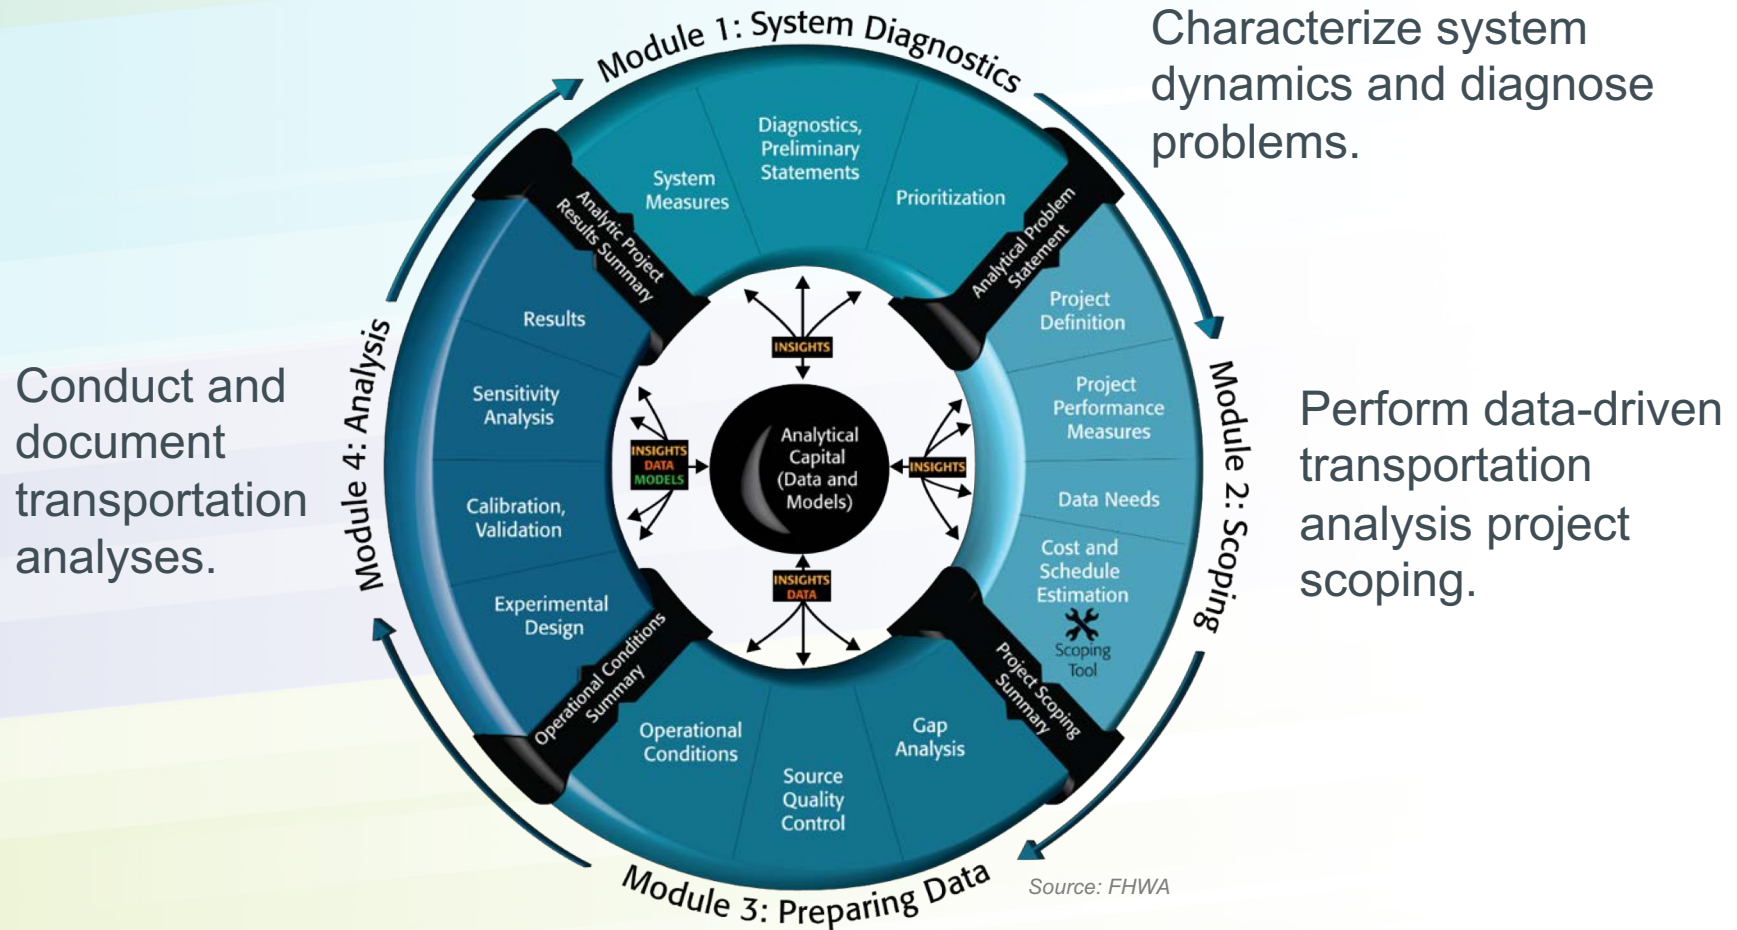 Module 1: System Diagnostics
Characterize system
dynamics and diagnose
problems.
System
Measures
Diagnostics,
Preliminary
Statements
Prioritization
Analytical Problem
Statement
Project
Definition
Project
Performance
Measures
Data Needs
Cost and
Schedule
Estimation
Scoping
Tool
Module 2: Scoping
Perform data-driven
transportation
analysis project
scoping.
Project Scoping
Summary
Gap
Analysis
Source
Quality
Control
Operational
Conditions
Module 3: Preparing Data
Operational Conditions
Summary
Experimental
Design
Calibration,
Validation
Sensitivity
Analysis
Results
Module 4: Analysis
Conduct and
document
transportation
analyses.
Analytic Project
Results Summary
INSIGHTS
INSIGHTS
INSIGHTS
DATA
INSIGHTS
DATA
MODELS
Analytical
Capital
(Data and
Models)
Source: FHWA